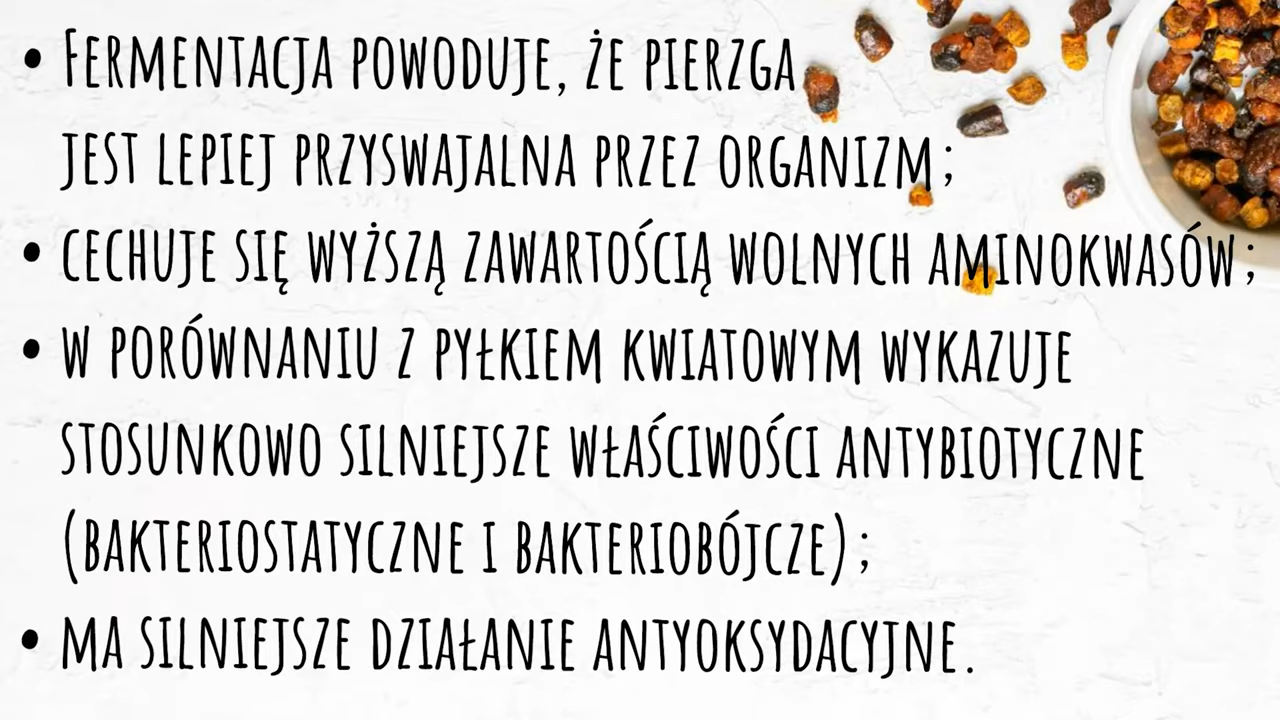 • Fermentacja powoduje, że pierzga
jest lepiej przyswajalna przez organizm;
• cechuje się wyższą zawartością wolnych aminokwasów;
• w porównaniu z pyłkiem kwiatowym wykazuje
stosunkowo silniejsze właściwości antybiotyczne
(bakteriostatyczne i bakteriobójcze);
• ma silniejsze działanie antyoksydacyjne.